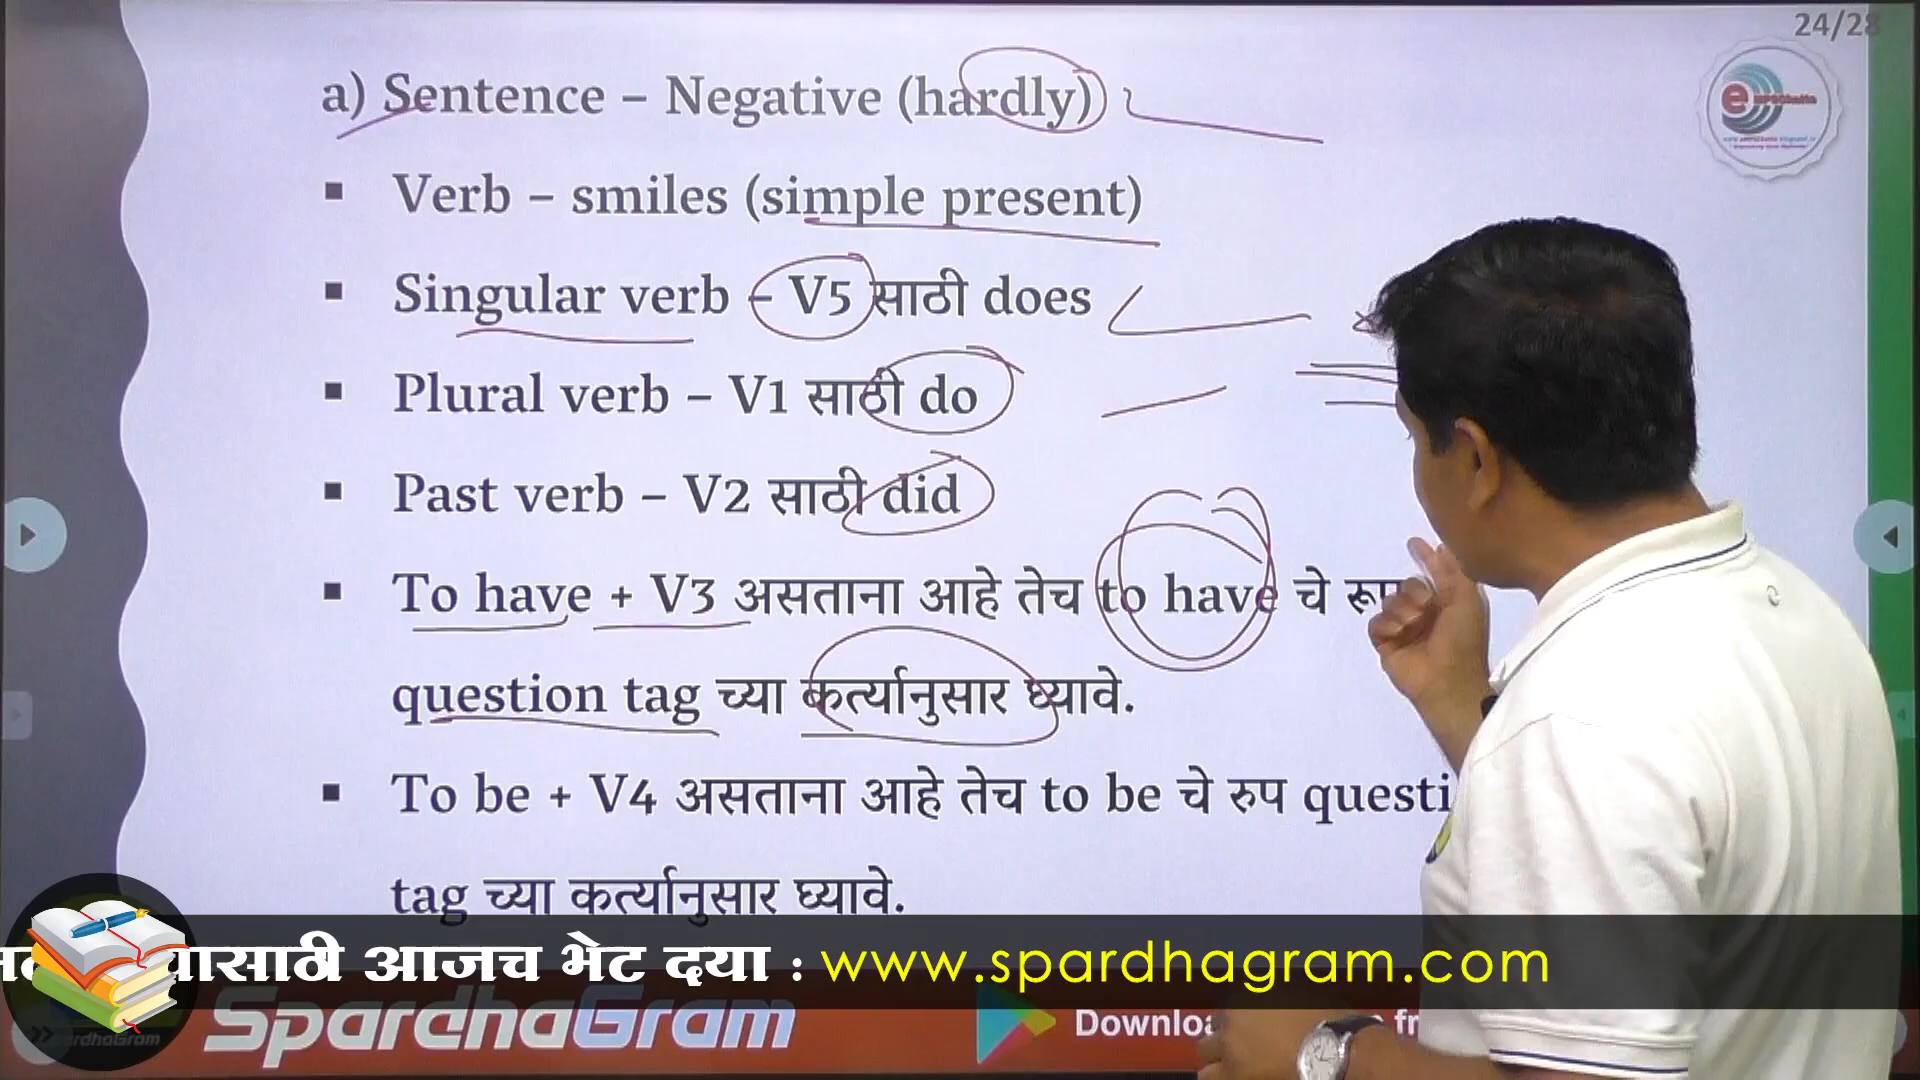 24/28
a) Sentence – Negative (hardly)
▪ Verb – smiles (simple present)
▪ Singular verb – V5 साठी does
▪ Plural verb – V1 साठी do
▪ Past verb – V2 साठी did
▪ To have + V3 असताना आहे तेच to have चे
question tag च्या कर्त्यानुसार घ्यावे.
▪ To be + V4 असताना आहे तेच to be चे रुप questi
tag च्या कर्त्यानुसार घ्यावे.
आजच भेट दया : www.spardhagram.com
SpardhaGram